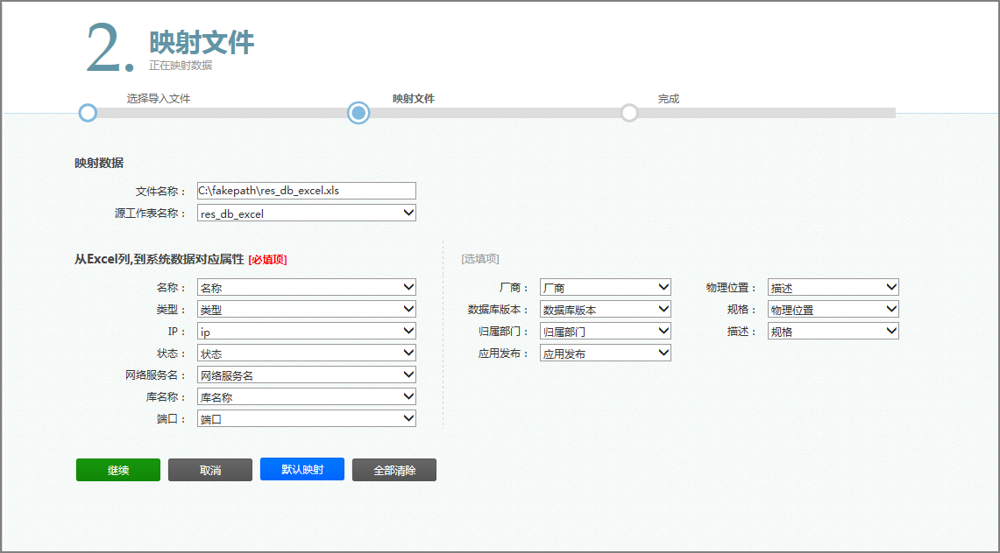 2. 映射文件
正在映射数据
选择导入文件 映射文件 完成
映射数据
文件名称： C:\fakepath\res_db_excel.xls
源工作表名称： res_db_excel
从Excel列,到系统数据对应属性 [必填项] [选填项]
名称： 名称 厂商： 厂商 物理位置： 描述
类型： 类型 数据库版本： 数据库版本 规格： 物理位置
IP： ip 归属部门： 归属部门 描述： 规格
状态： 状态 应用发布： 应用发布
网络服务名： 网络服务名
库名称： 库名称
端口： 端口
继续 取消 默认映射 全部清除